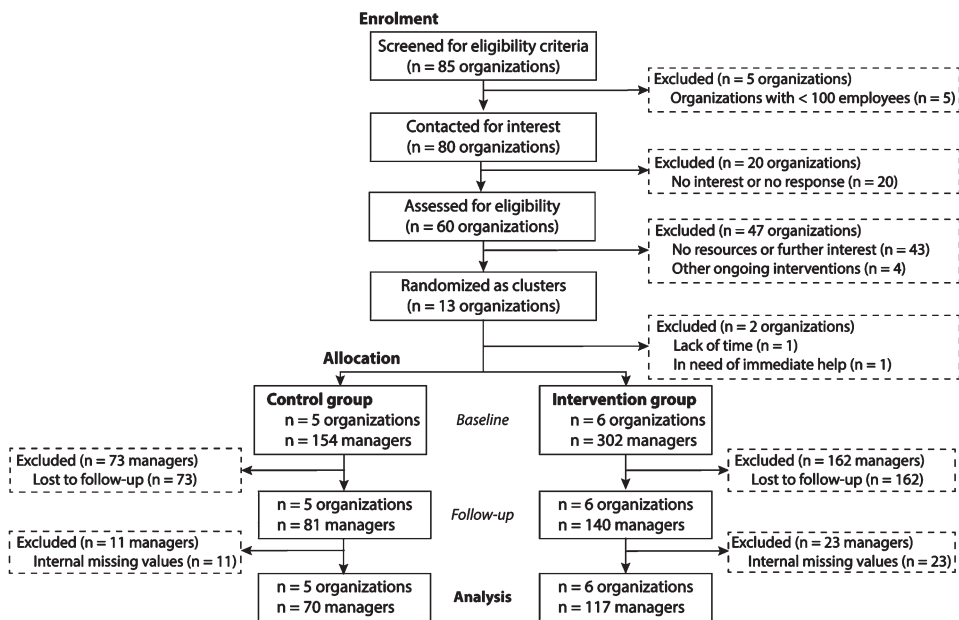 Enrolment
Screened for eligibility criteria
(n = 85 organizations)
Excluded (n = 5 organizations)
Organizations with < 100 employees (n = 5)
Contacted for interest
(n = 80 organizations)
Excluded (n = 20 organizations)
No interest or no response (n = 20)
Assessed for eligibility
(n = 60 organizations)
Excluded (n = 47 organizations)
No resources or further interest (n = 43)
Other ongoing interventions (n = 4)
Randomized as clusters
(n = 13 organizations)
Excluded (n = 2 organizations)
Lack of time (n = 1)
In need of immediate help (n = 1)
Allocation
Control group
n = 5 organizations
n = 154 managers
Baseline
Intervention group
n = 6 organizations
n = 302 managers
Excluded (n = 73 managers)
Lost to follow-up (n = 73)
Excluded (n = 162 managers)
Lost to follow-up (n = 162)
n = 5 organizations
n = 81 managers
Follow-up
n = 6 organizations
n = 140 managers
Excluded (n = 11 managers)
Internal missing values (n = 11)
Excluded (n = 23 managers)
Internal missing values (n = 23)
n = 5 organizations
n = 70 managers
Analysis
n = 6 organizations
n = 117 managers